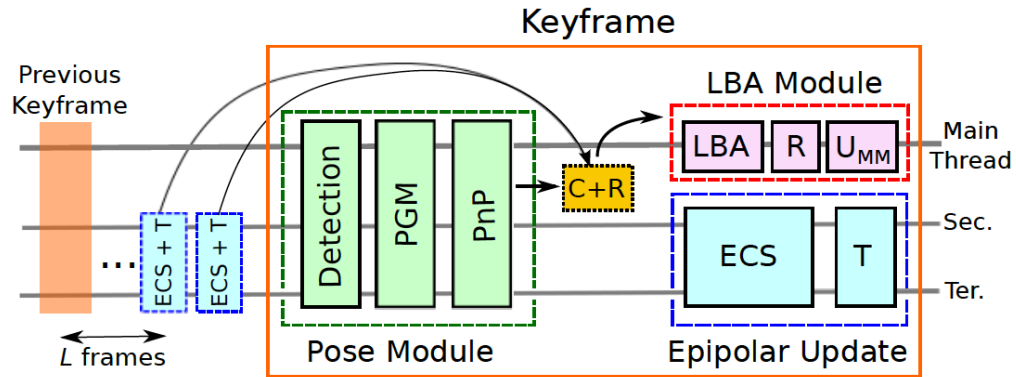 Keyframe
Previous
Keyframe
LBA Module
Main
Thread
LBA
R
U_MM
Detection
PGM
PnP
C+R
ECS + T
ECS + T
...
ECS
T
Sec.
Ter.
L frames
Pose Module
Epipolar Update